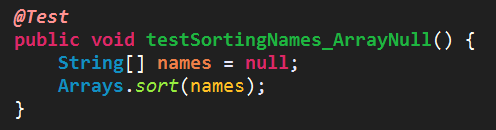 @Test
public void testSortingNames_ArrayNull() {
    String[] names = null;
    Arrays.sort(names);
}